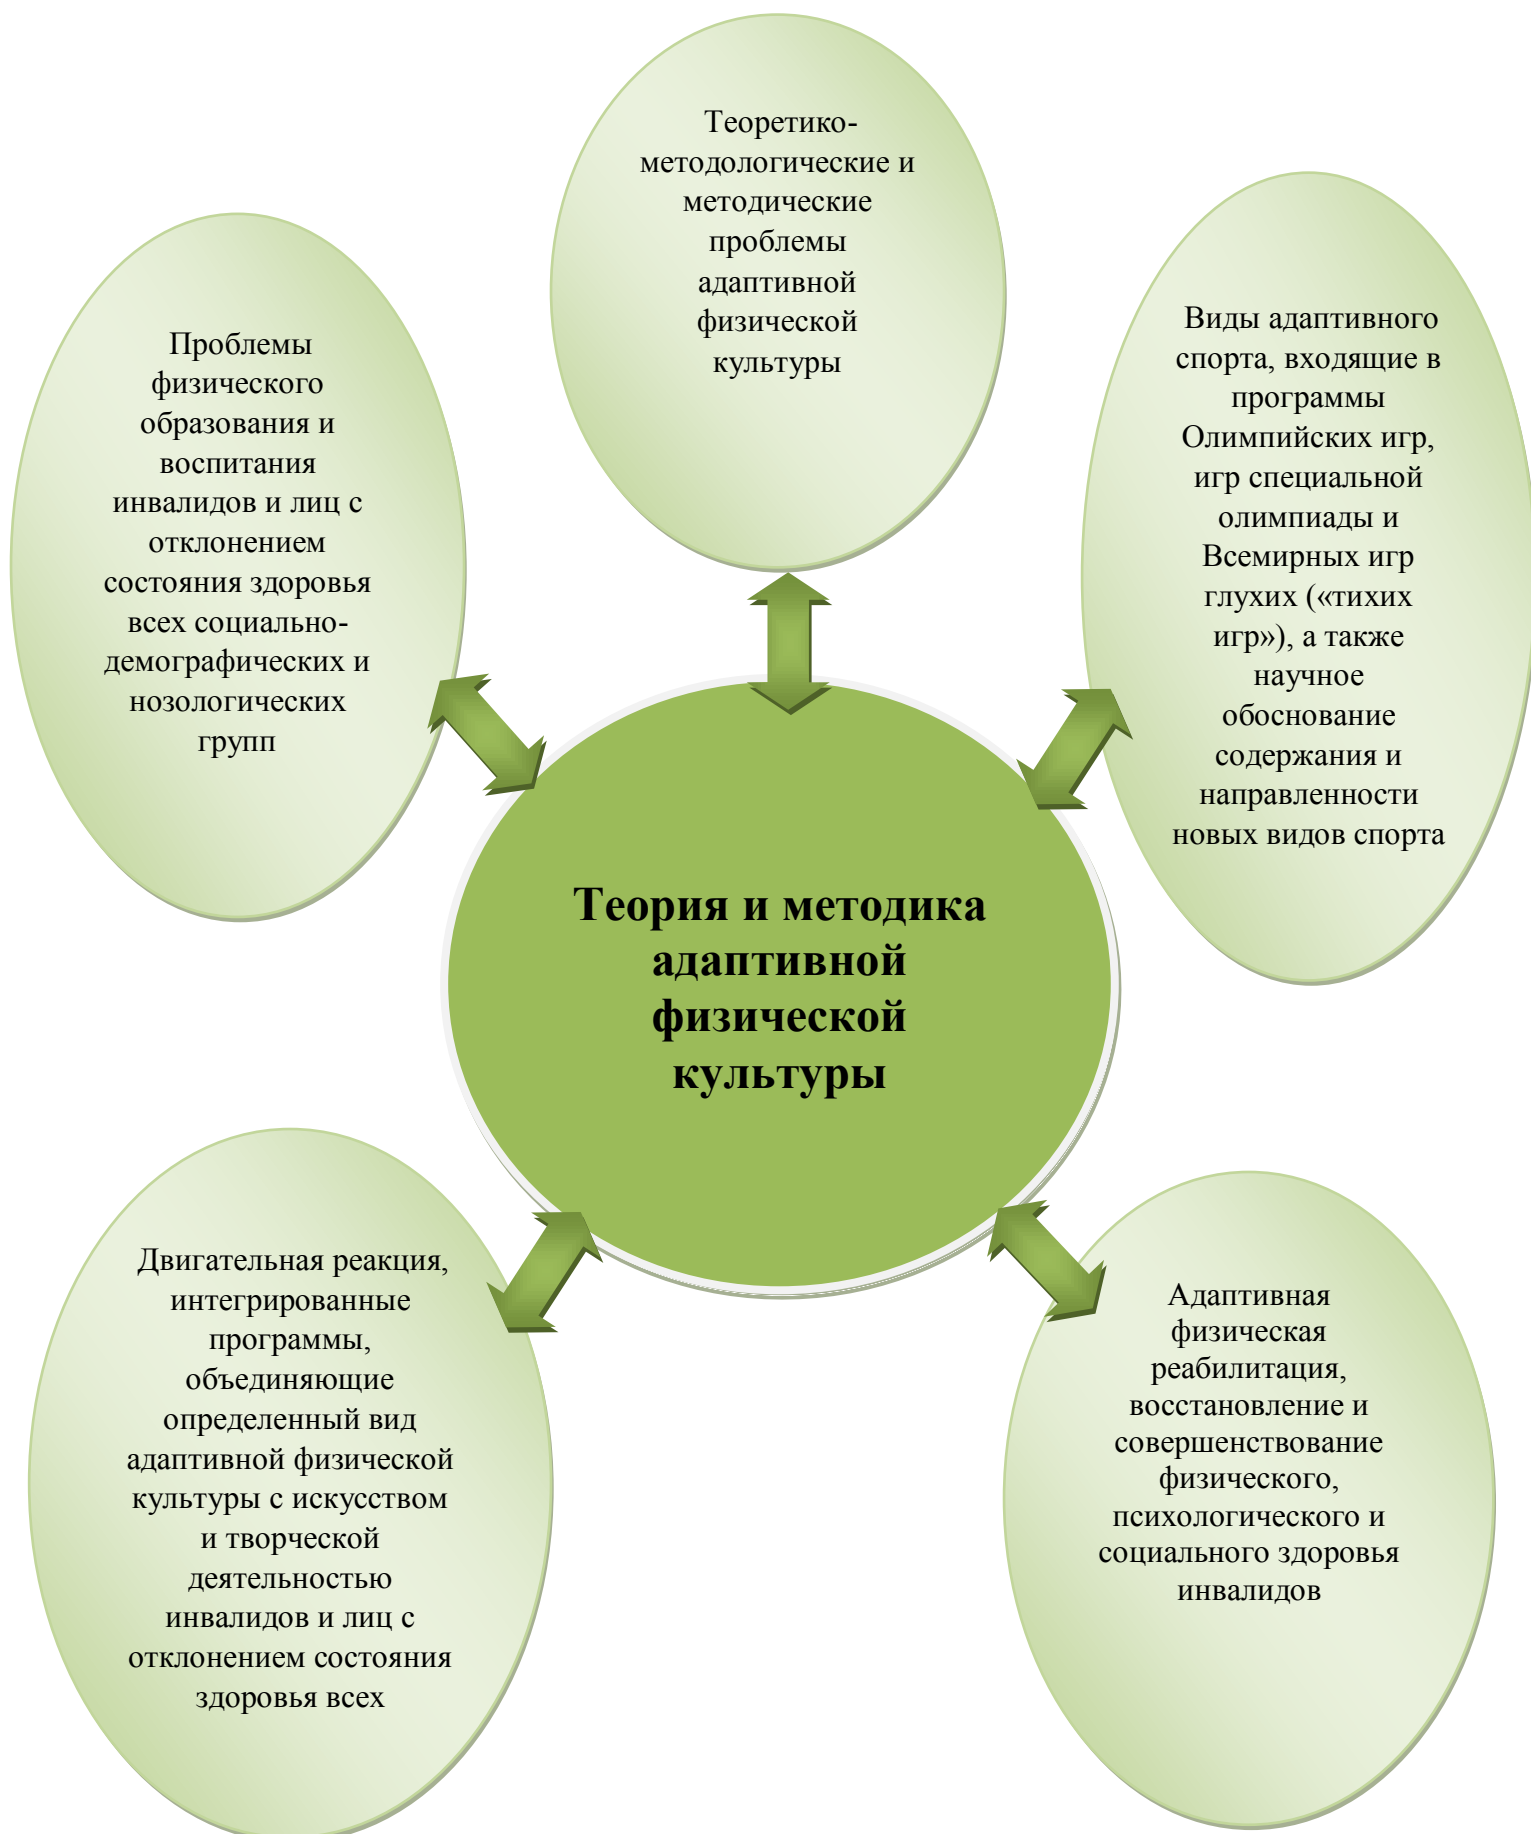 Теоретико-
методологические и
методические
проблемы
адаптивной
физической
культуры
Проблемы
физического
образования и
воспитания
инвалидов и лиц с
отклонением
состояния здоровья
всех социально-
демографических и
нозологических
групп
Виды адаптивного
спорта, входящие в
программы
Олимпийских игр,
игр специальной
олимпиады и
Всемирных игр
глухих («тихих
игр»), а также
научное
обоснование
содержания и
направленности
новых видов спорта
Теория и методика
адаптивной
физической
культуры
Двигательная реакция,
интегрированные
программы,
объединяющие
определенный вид
адаптивной физической
культуры с искусством
и творческой
деятельностью
инвалидов и лиц с
отклонением состояния
здоровья всех
Адаптивная
физическая
реабилитация,
восстановление и
совершенствование
физического,
психологического и
социального здоровья
инвалидов